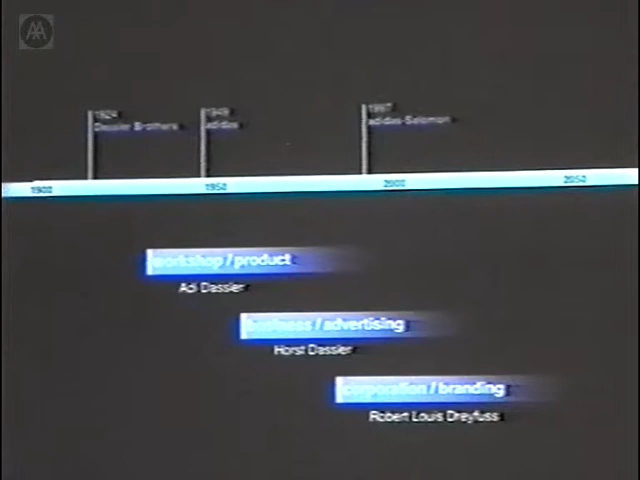 AA
1924
Dassler Brothers
1949
adidas
1997
adidas-Salomon
1900
1950
2000
2050
workshop / product
Adi Dassler
business / advertising
Horst Dassler
corporation / branding
Robert Louis Dreyfuss